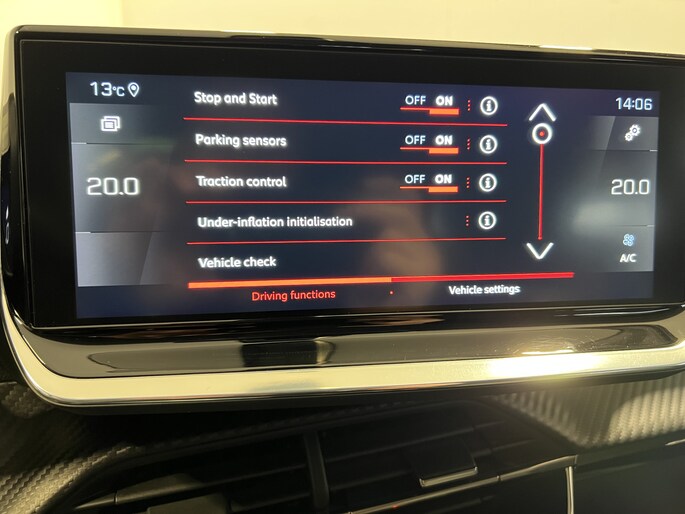 13°C
14:06
Stop and Start OFF ON
Parking sensors OFF ON
20.0
Traction control OFF ON
20.0
Under-inflation initialisation
Vehicle check
A/C
Driving functions
Vehicle settings